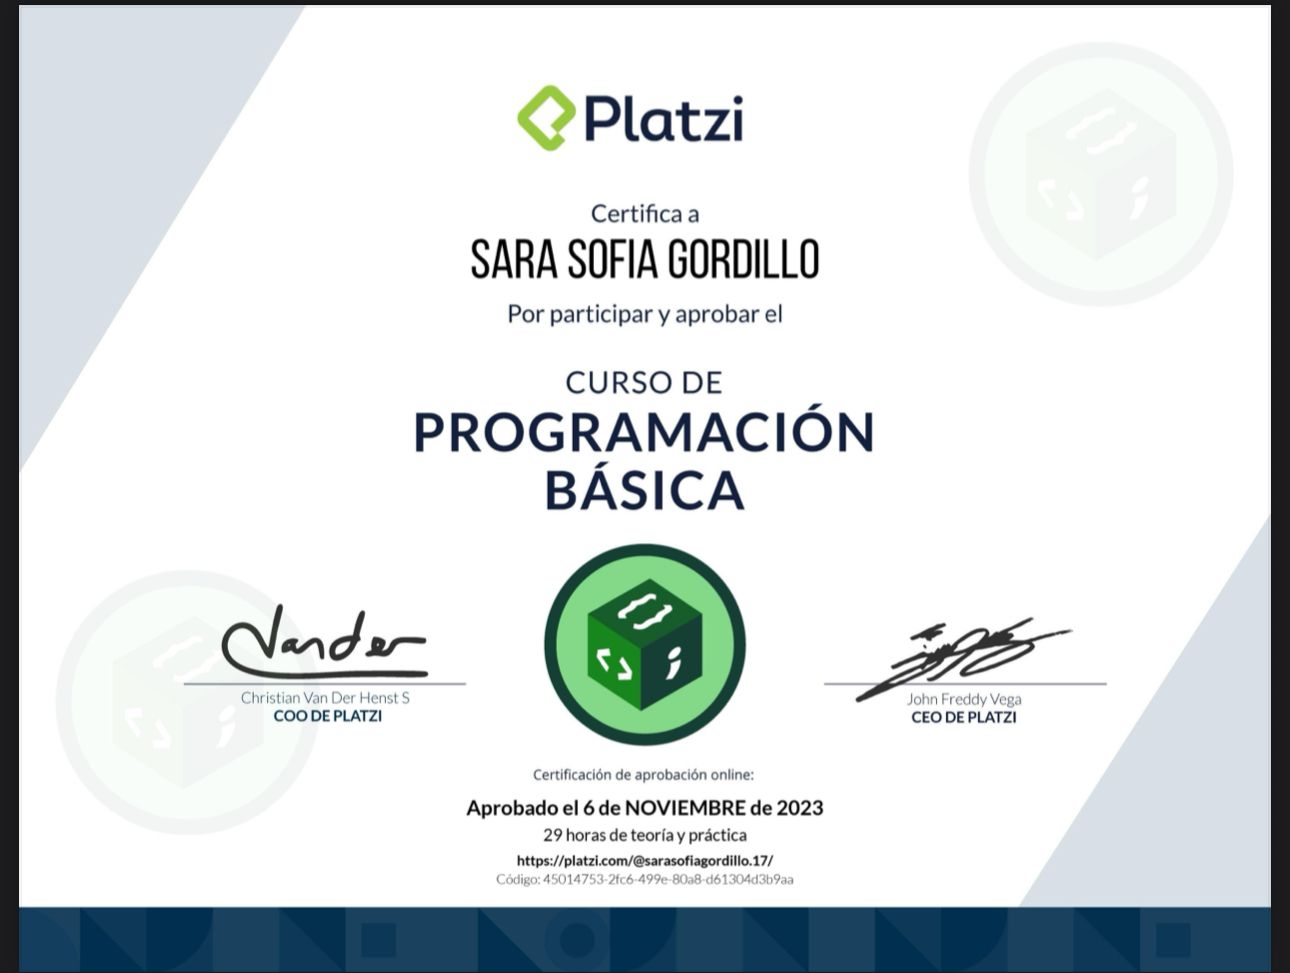 Platzi
Certifica a
SARA SOFIA GORDILLO
Por participar y aprobar el
CURSO DE
PROGRAMACIÓN
BÁSICA
Vander
Christian Van Der Henst S
COO DE PLATZI
John Freddy Vega
CEO DE PLATZI
Certificación de aprobación online:
Aprobado el 6 de NOVIEMBRE de 2023
29 horas de teoría y práctica
https://platzi.com/@sarasofiagordillo.17/
Código: 45014753-2fc6-499e-80a8-d61304d3b9aa